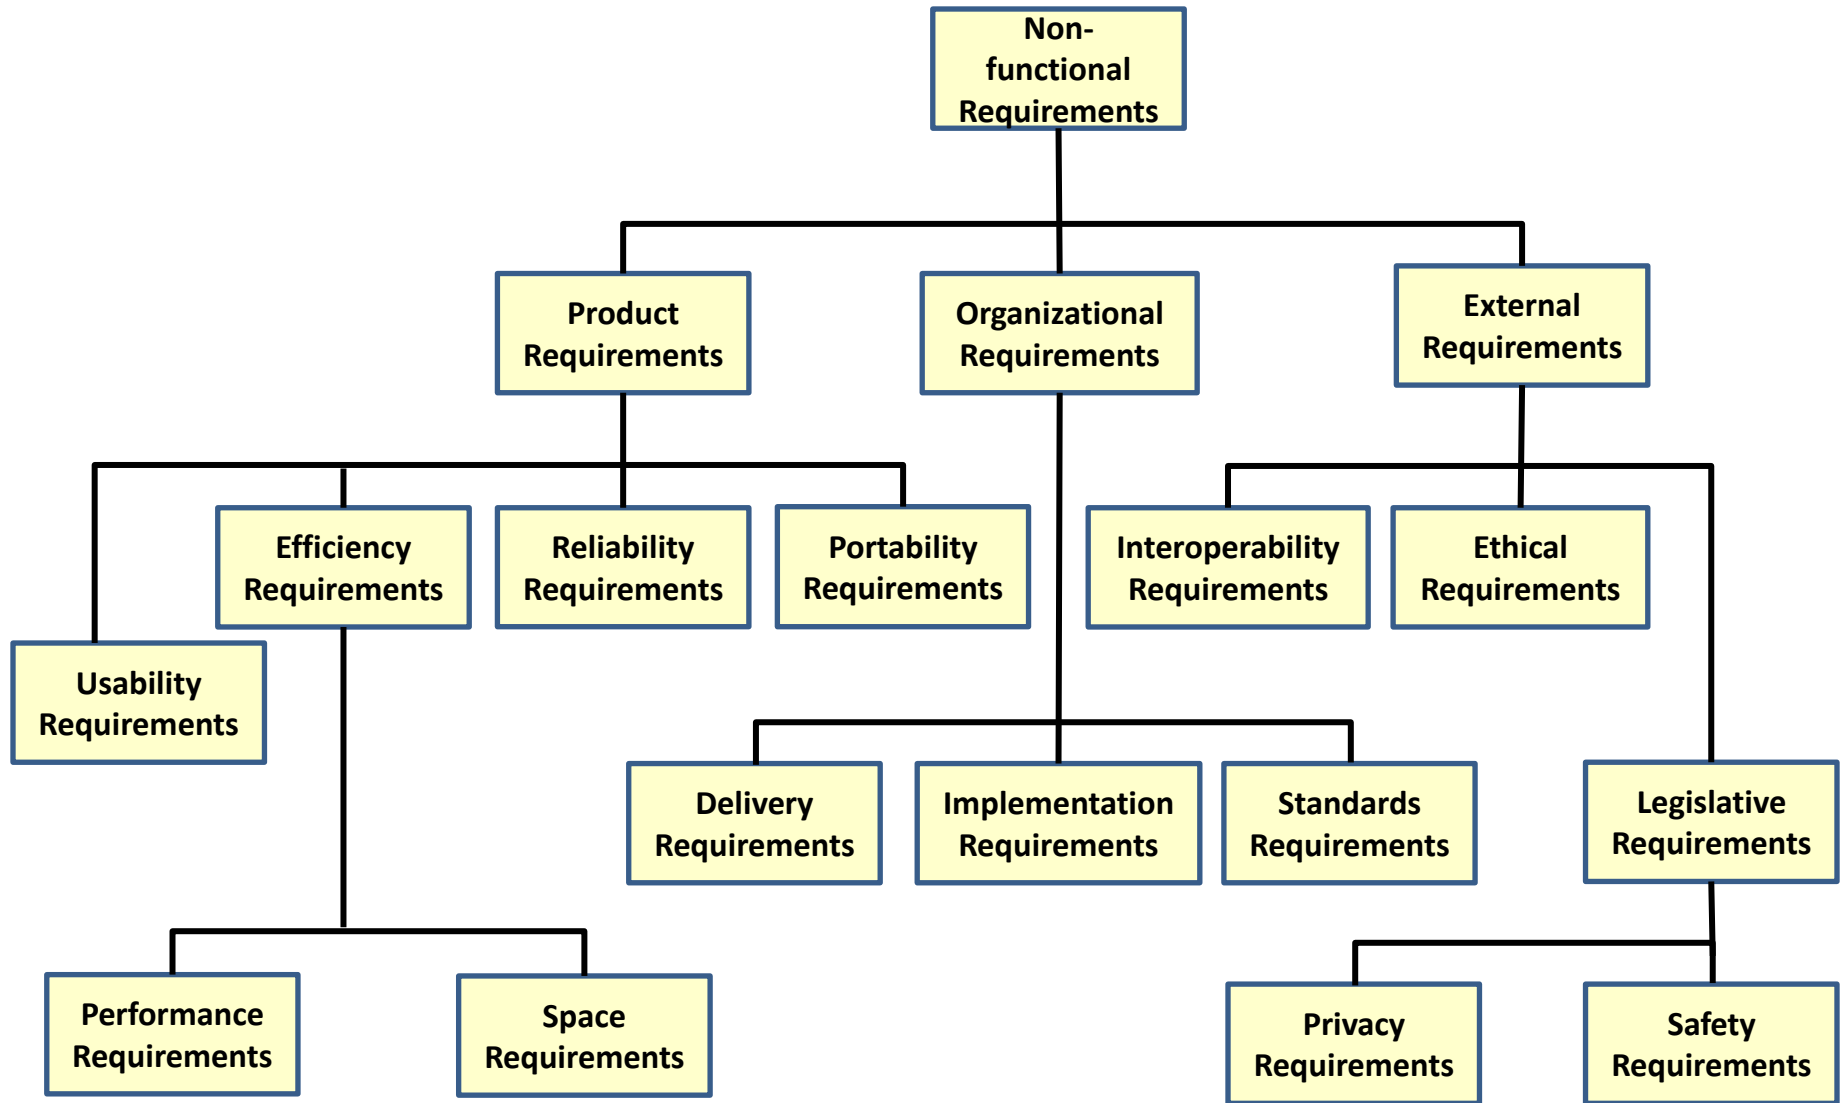 Non-
functional
Requirements
Product
Requirements
Organizational
Requirements
External
Requirements
Efficiency
Requirements
Reliability
Requirements
Portability
Requirements
Interoperability
Requirements
Ethical
Requirements
Usability
Requirements
Delivery
Requirements
Implementation
Requirements
Standards
Requirements
Legislative
Requirements
Performance
Requirements
Space
Requirements
Privacy
Requirements
Safety
Requirements